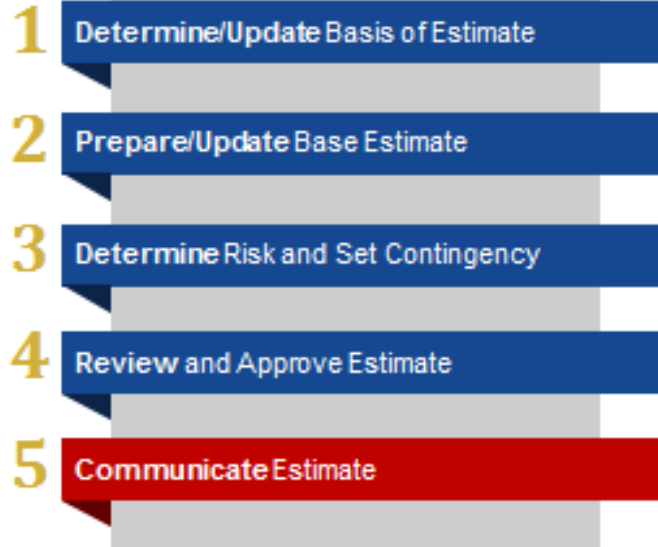 1 Determine/Update Basis of Estimate
2 Prepare/Update Base Estimate
3 Determine Risk and Set Contingency
4 Review and Approve Estimate
5 Communicate Estimate